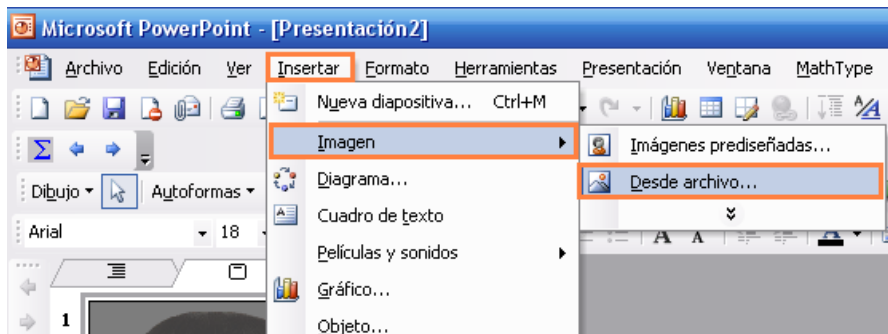 Microsoft PowerPoint - [Presentación2]
Archivo Edición Ver Insertar Formato Herramientas Presentación Ventana MathType
Nueva diapositiva... Ctrl+M
Imagen
Imágenes prediseñadas...
Diagrama...
Desde archivo...
Dibujo Autoformas
Cuadro de texto
Arial 18
Películas y sonidos
Gráfico...
1
Objeto...